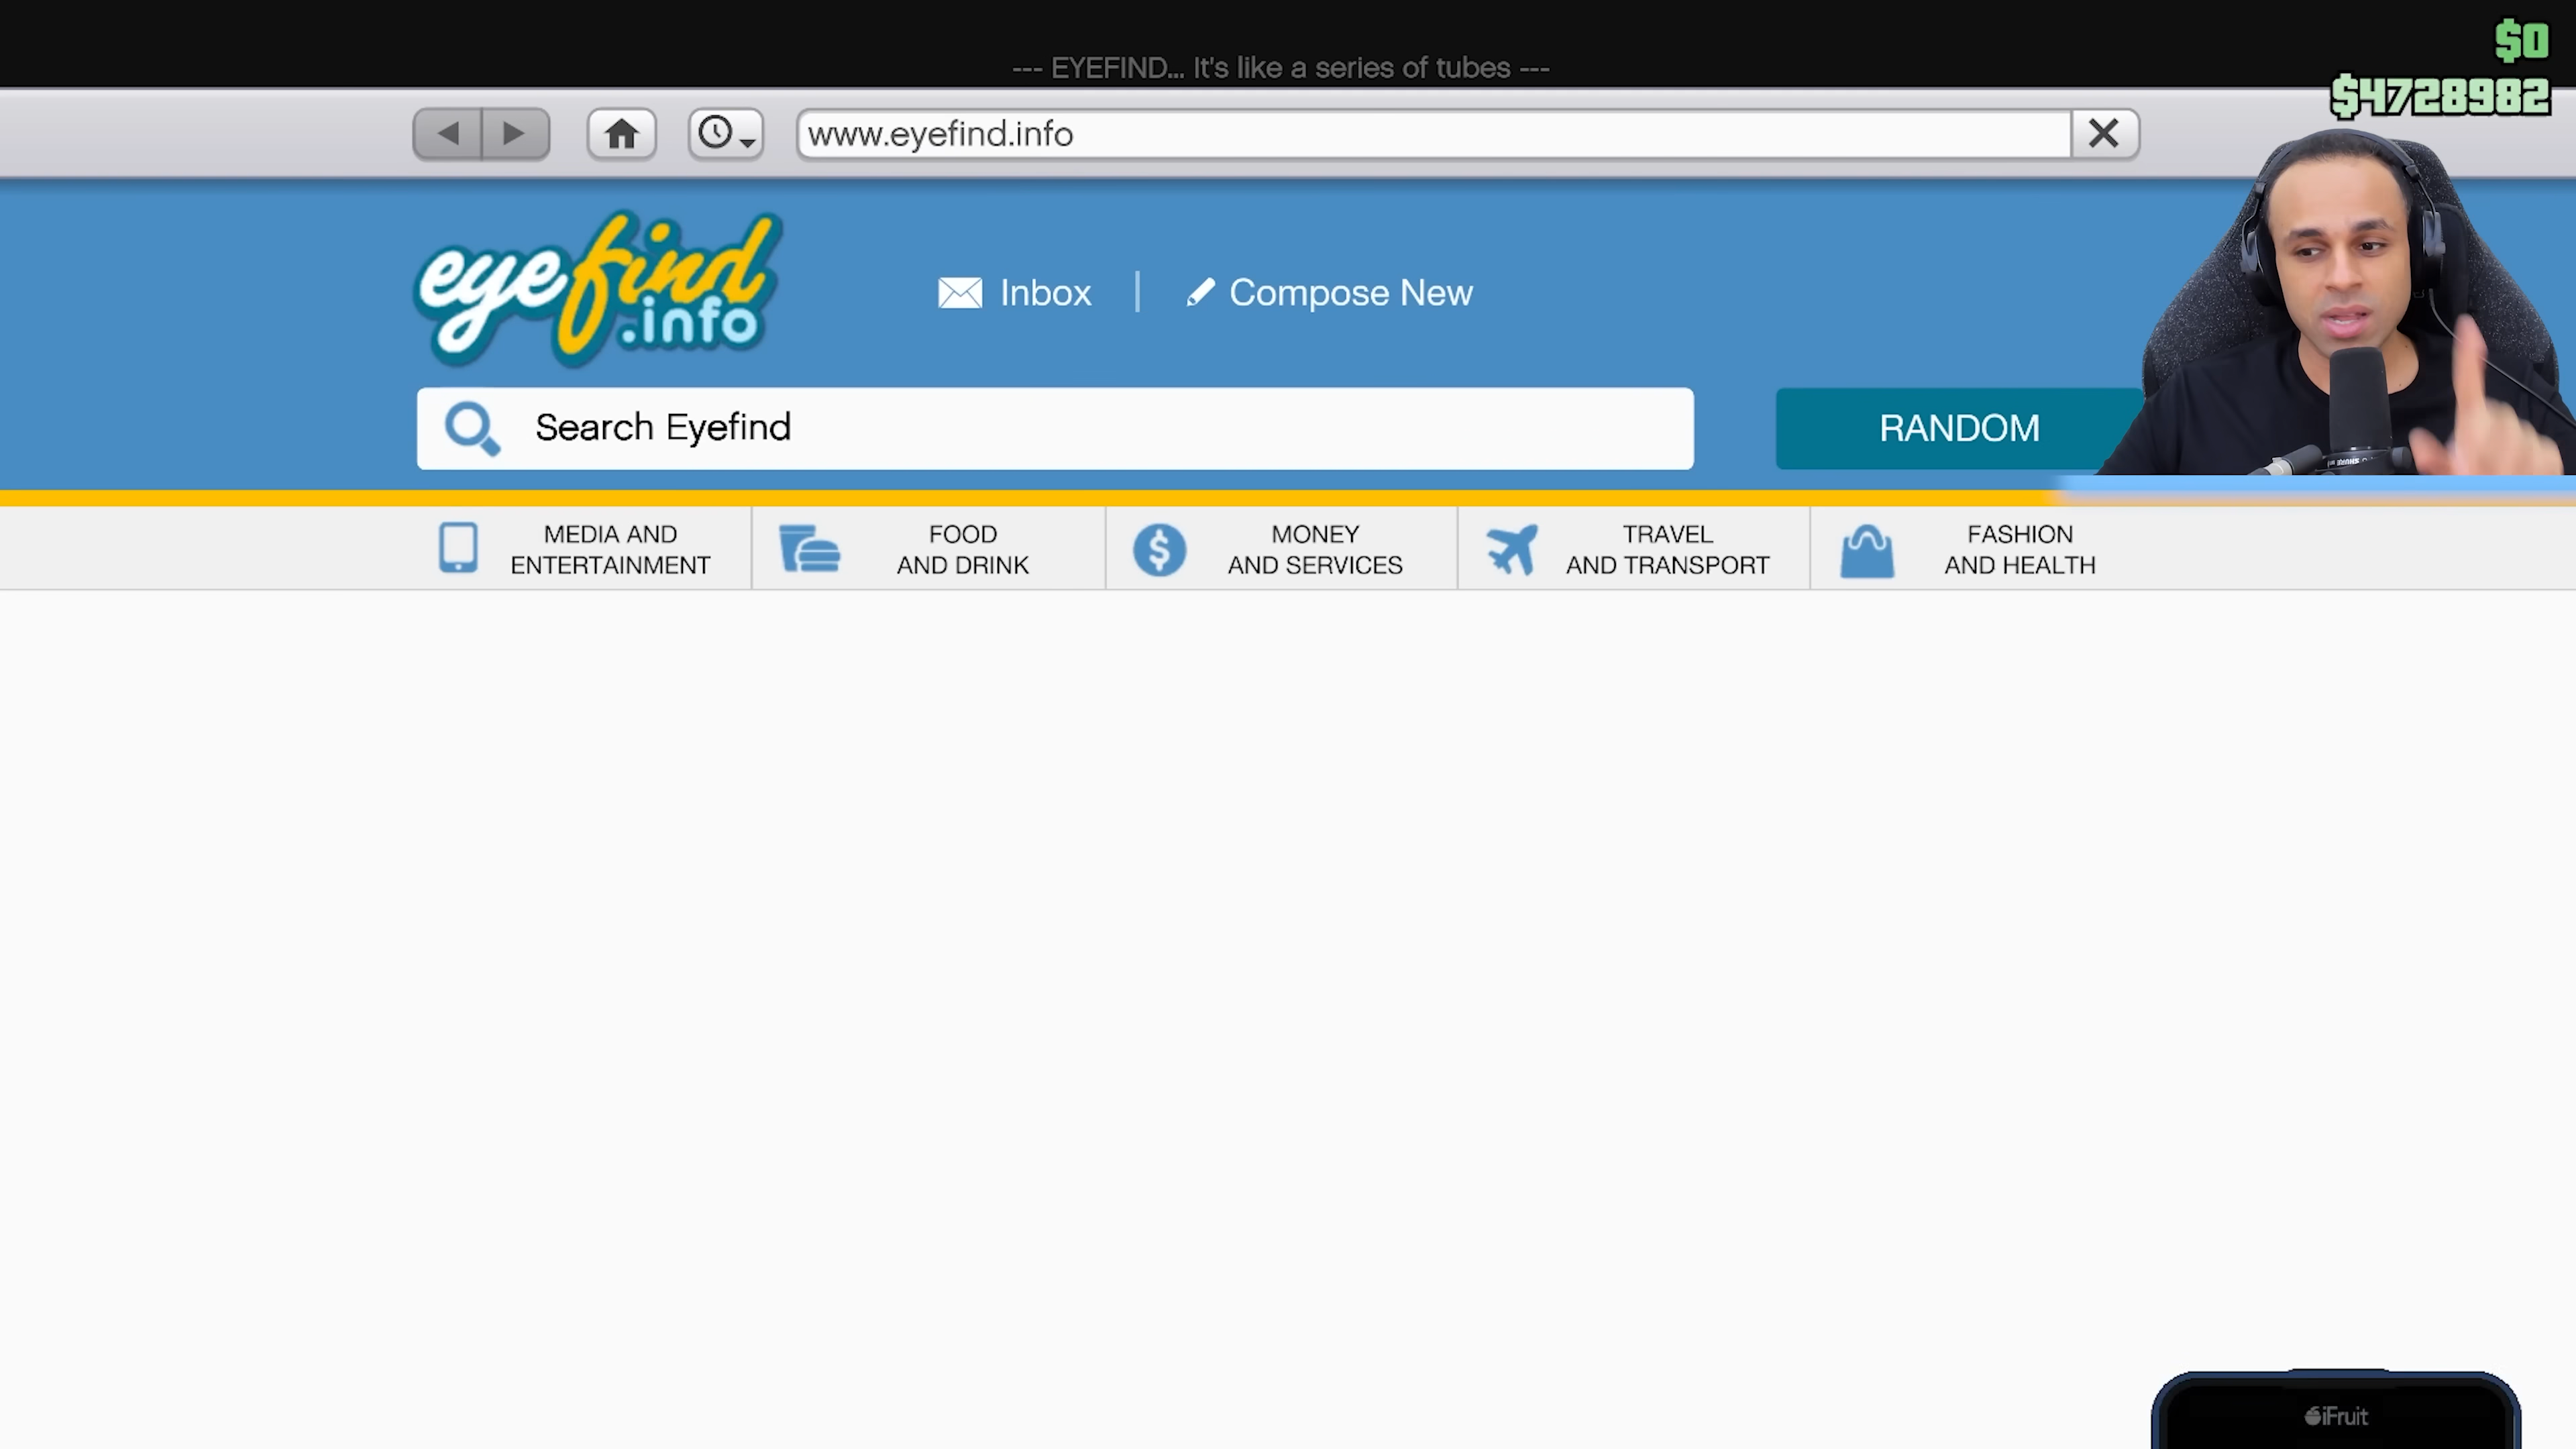 --- EYEFIND... It's like a series of tubes ---
$0
$4728982
www.eyefind.info
eyefind
.info
Inbox
Compose New
Search Eyefind
RANDOM
MEDIA AND
ENTERTAINMENT
FOOD
AND DRINK
MONEY
AND SERVICES
TRAVEL
AND TRANSPORT
FASHION
AND HEALTH
iFruit